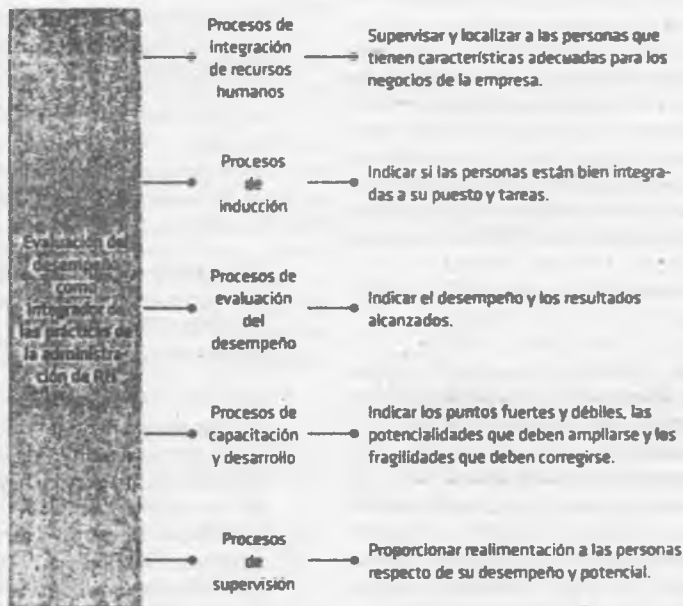 Evaluación del
desempeño
como
integrador de
las prácticas de
la administra-
ción de RH
Procesos de
integración
de recursos
humanos
Supervisar y localizar a las personas que
tienen características adecuadas para los
negocios de la empresa.
Procesos
de
inducción
Indicar si las personas están bien integra-
das a su puesto y tareas.
Procesos de
evaluación
del
desempeño
Indicar el desempeño y los resultados
alcanzados.
Procesos de
capacitación
y desarrollo
Indicar los puntos fuertes y débiles, las
potencialidades que deben ampliarse y las
fragilidades que deben corregirse.
Procesos
de
supervisión
Proporcionar realimentación a las personas
respecto de su desempeño y potencial.